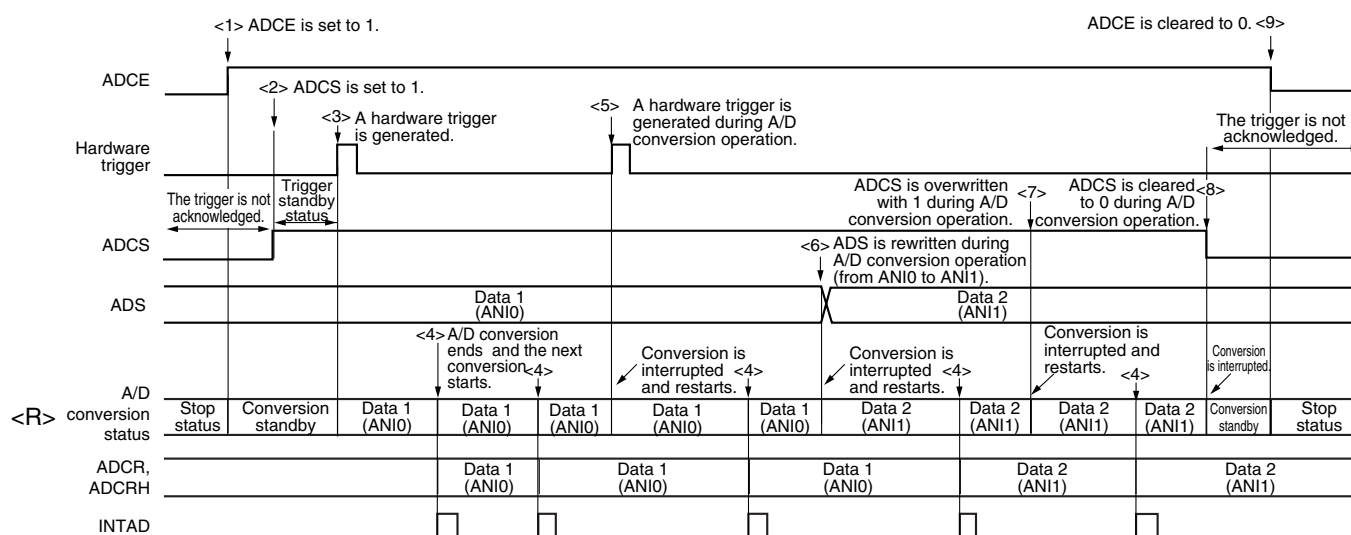 <1> ADCE is set to 1.
ADCE is cleared to 0. <9>
ADCE
<2> ADCS is set to 1.
<3> A hardware trigger
is generated.
<5> A hardware trigger is
generated during A/D
conversion operation.
The trigger is not
acknowledged.
Hardware
trigger
The trigger is not
acknowledged.
Trigger
standby
status
ADCS is overwritten
with 1 during A/D
conversion operation.
<7>
ADCS is cleared
to 0 during A/D
conversion operation.
<8>
ADCS
<6> ADS is rewritten during
A/D conversion operation
(from ANI0 to ANI1).
ADS
Data 1
(ANI0)
Data 2
(ANI1)
<4> A/D conversion
ends and the next
conversion
starts.
<4>
Conversion is
interrupted
and restarts.
<4>
Conversion is
interrupted
and restarts.
<4>
Conversion is
interrupted and
restarts.
<4>
Conversion
is interrupted.
<R>
A/D
conversion
status
Stop
status
Conversion
standby
Data 1
(ANI0)
Data 1
(ANI0)
Data 1
(ANI0)
Data 1
(ANI0)
Data 1
(ANI0)
Data 2
(ANI1)
Data 2
(ANI1)
Data 2
(ANI1)
Data 2
(ANI1)
Conversion
standby
Stop
status
ADCR,
ADCRH
Data 1
(ANI0)
Data 1
(ANI0)
Data 1
(ANI0)
Data 2
(ANI1)
Data 2
(ANI1)
INTAD